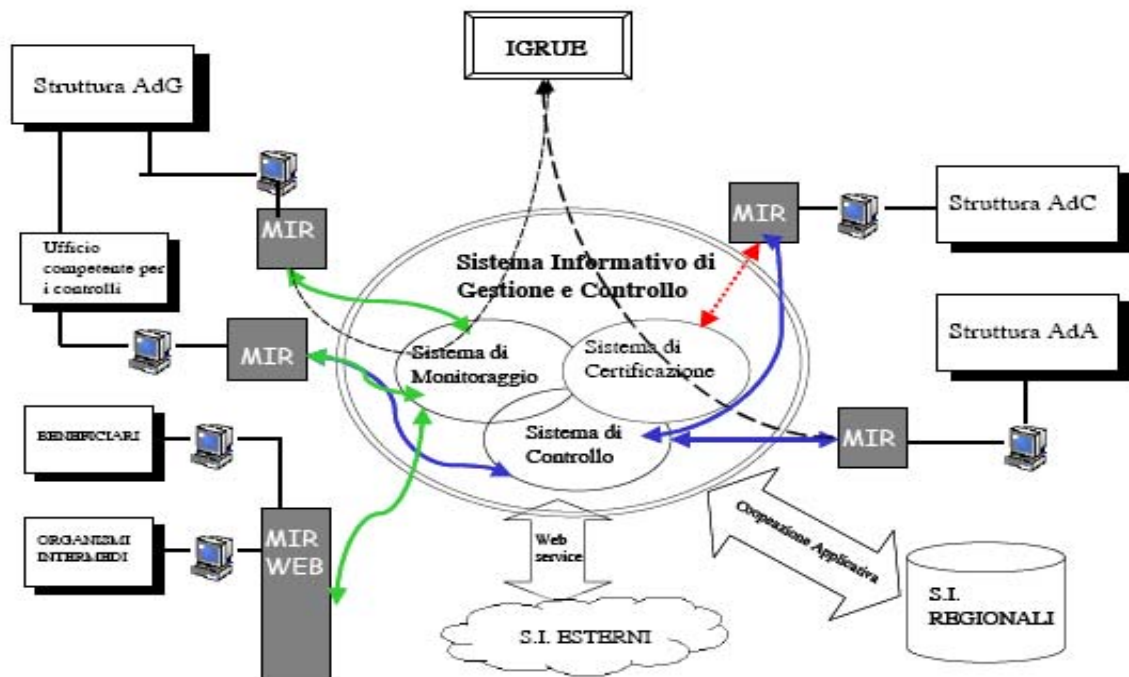 IGRUE
Struttura AdG
MIR
MIR
Struttura AdC
Ufficio
competente per
i controlli
Sistema Informativo di
Gestione e Controllo
Struttura AdA
MIR
Sistema di
Monitoraggio
Sistema di
Certificazione
BENEFICIARI
Sistema di
Controllo
MIR
ORGANISMI
INTERMEDI
MIR
WEB
Web
service
Cooperazione Applicativa
S.I. ESTERNI
S.I.
REGIONALI